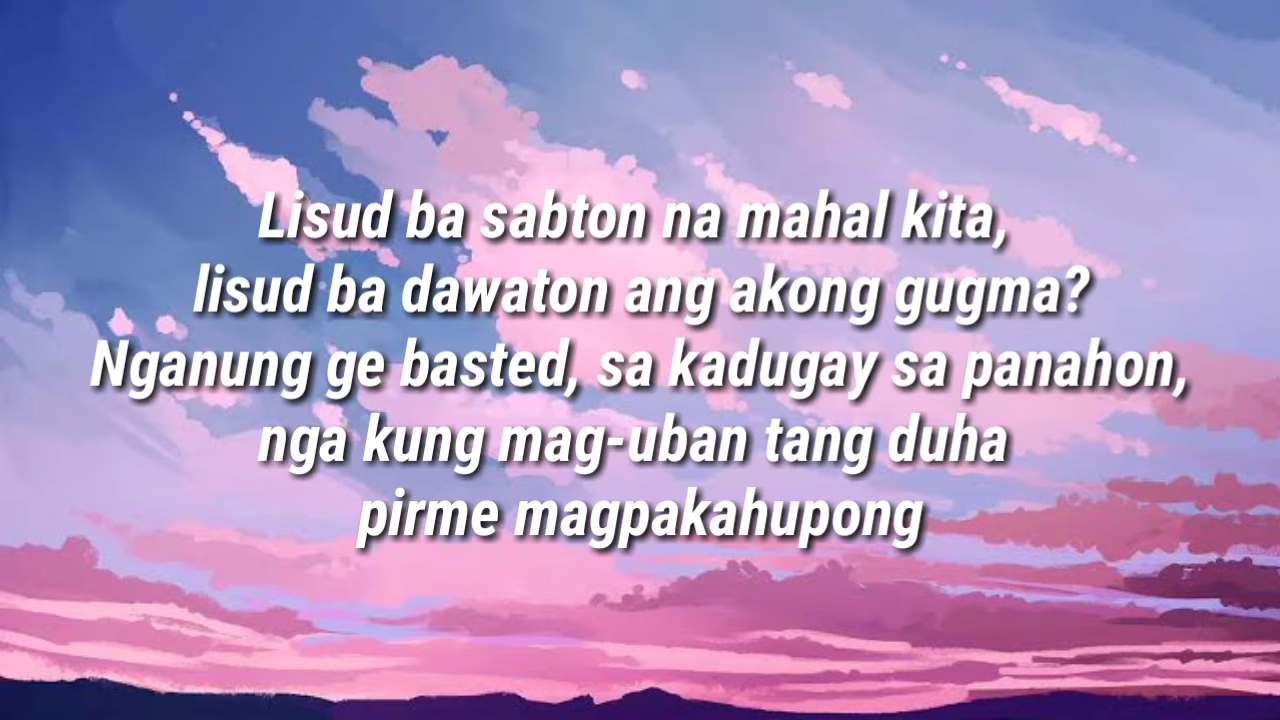 Lisud ba sabton na mahal kita,
lisud ba dawaton ang akong gugma?
Nganung ge basted, sa kadugay sa panahon,
nga kung mag-uban tang duha
pirme magpakahupong